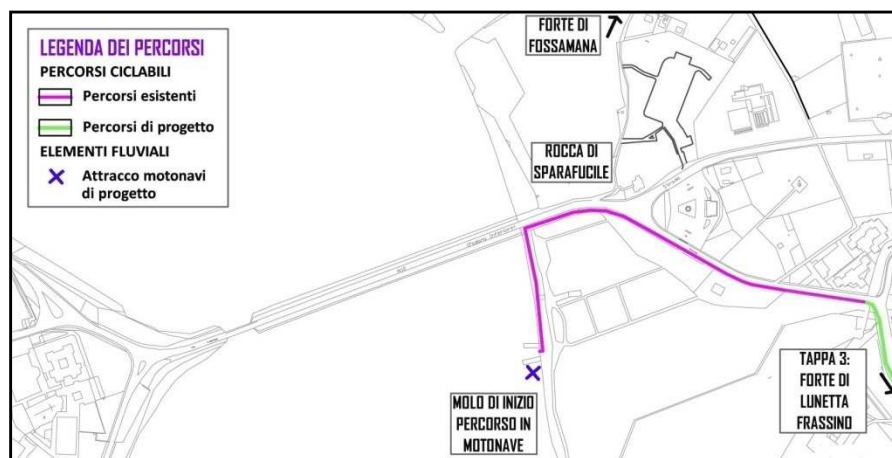 LEGENDA DEI PERCORSI
PERCORSI CICLABILI
Percorsi esistenti
Percorsi di progetto
ELEMENTI FLUVIALI
Attracco motonavi
di progetto
FORTE DI
FOSSAMANA
ROCCA DI
SPARAFUCILE
MOLO DI INIZIO
PERCORSO IN
MOTONAVE
TAPPA 3:
FORTE DI
LUNETTA
FRASSINO